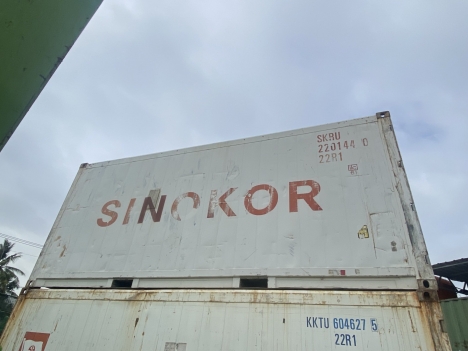 SKRU
220144 0
22R1
SINOKOR
KKTU 604627 5
22R1